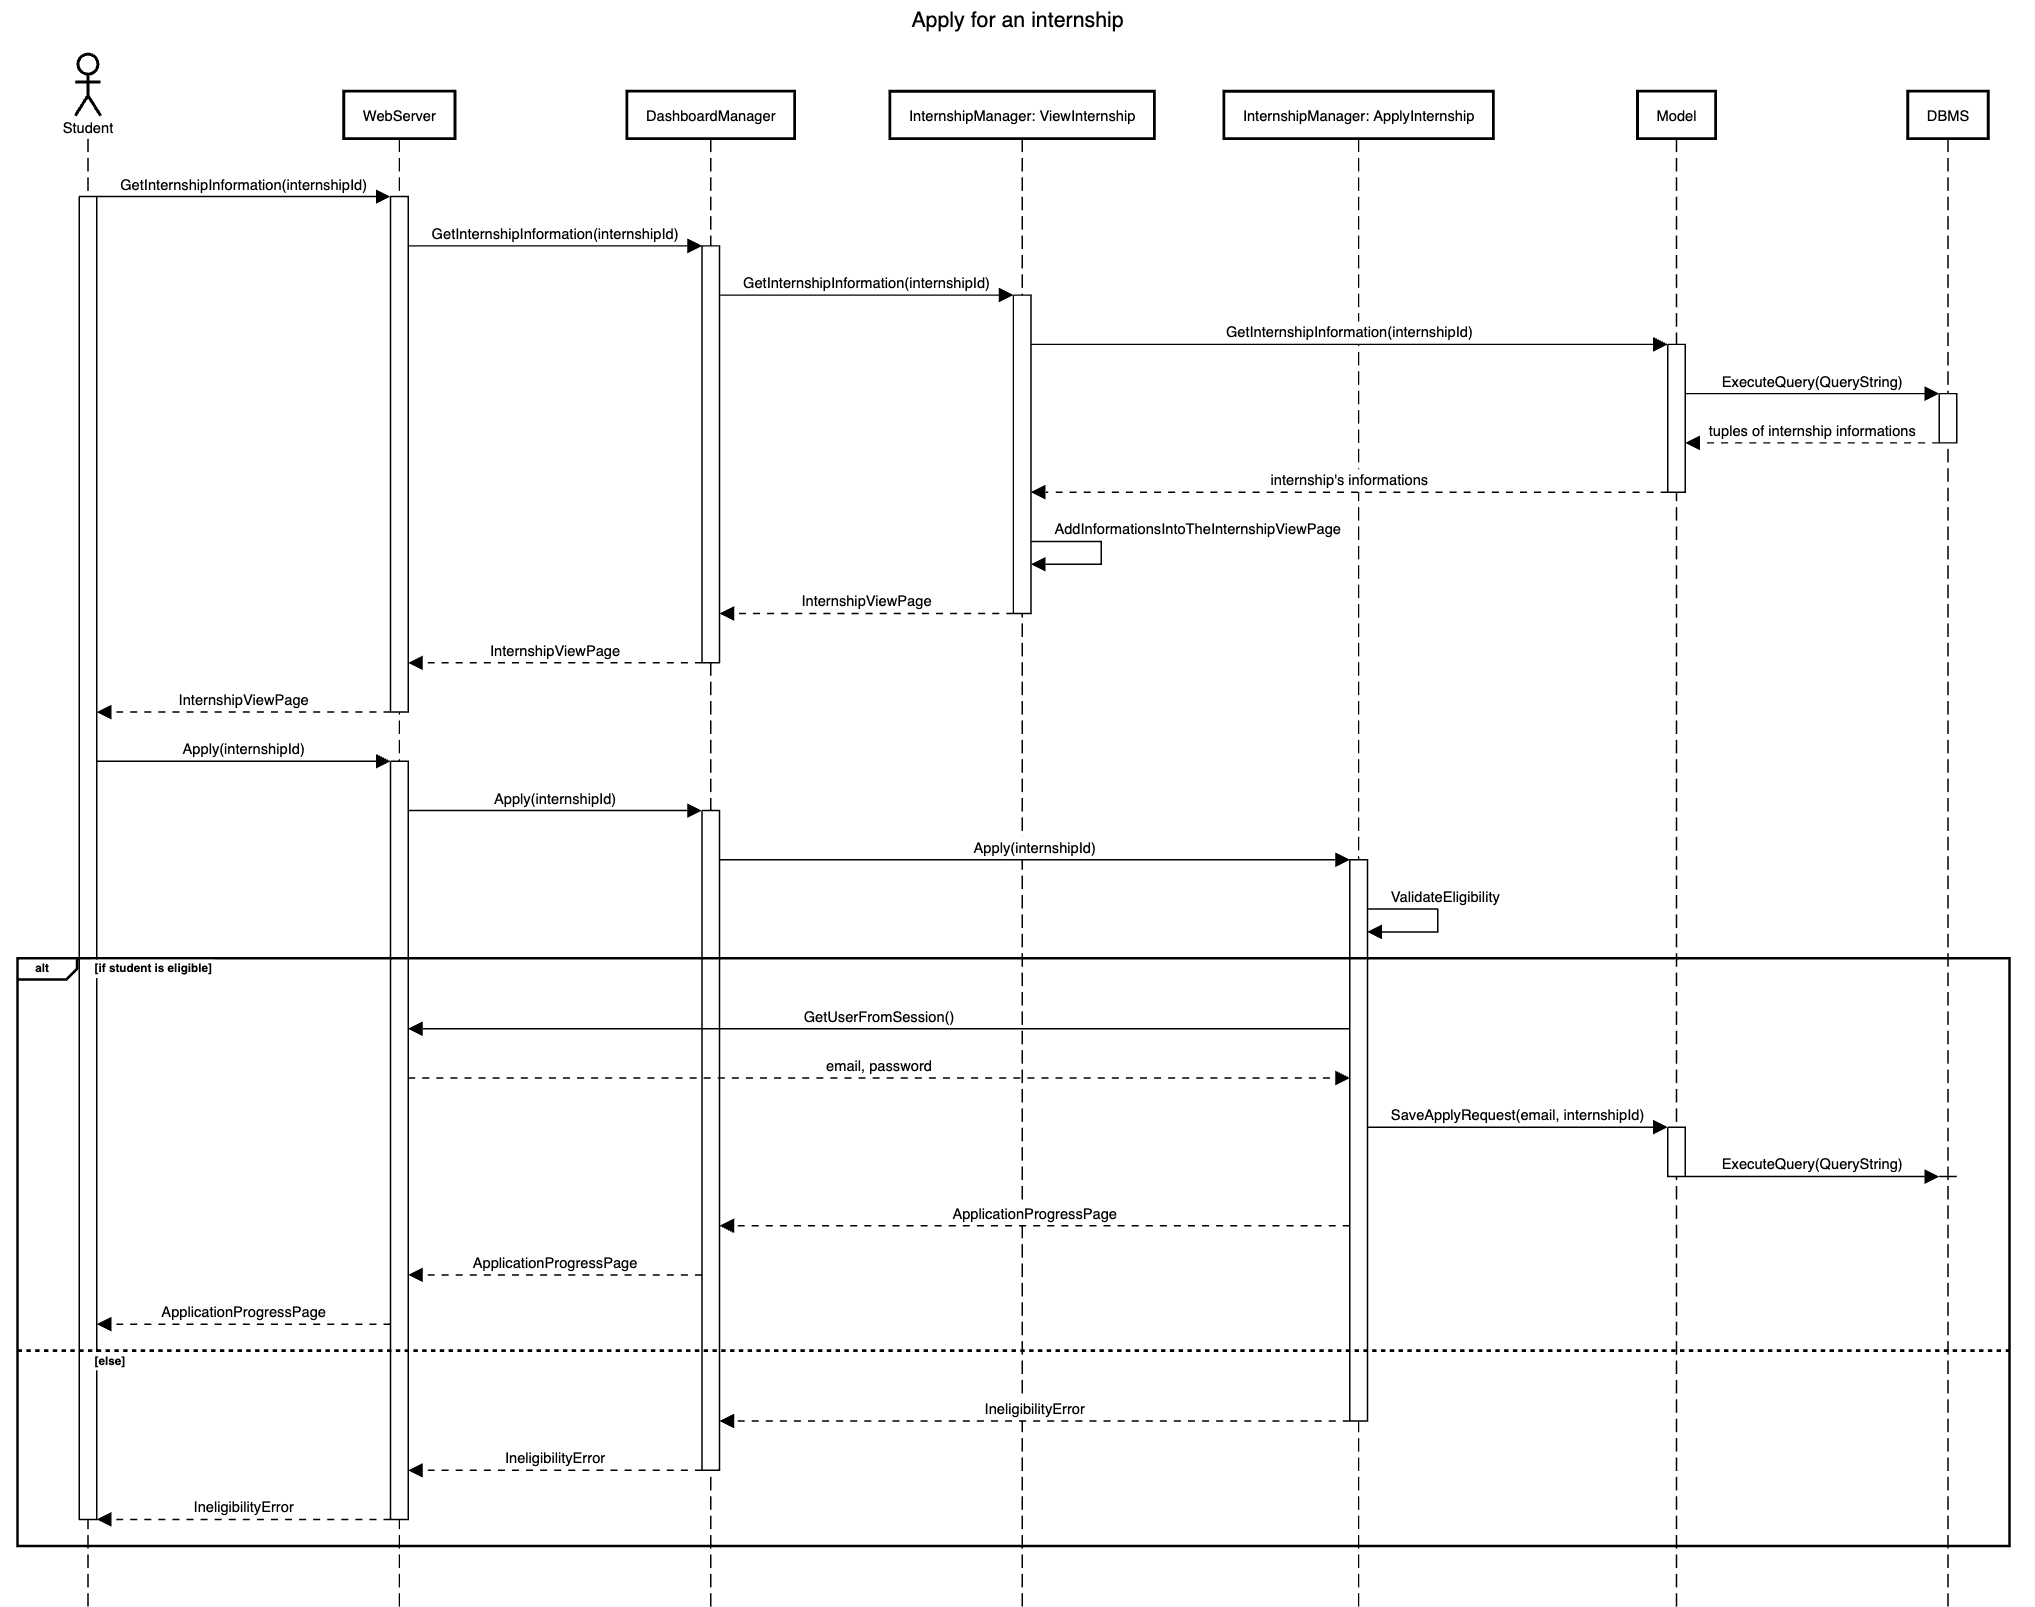 Apply for an internship
Student
WebServer
DashboardManager
InternshipManager: ViewInternship
InternshipManager: ApplyInternship
Model
DBMS
GetInternshipInformation(internshipId)
GetInternshipInformation(internshipId)
GetInternshipInformation(internshipId)
GetInternshipInformation(internshipId)
ExecuteQuery(QueryString)
tuples of internship informations
internship's informations
AddInformationsIntoTheInternshipViewPage
InternshipViewPage
InternshipViewPage
InternshipViewPage
Apply(internshipId)
Apply(internshipId)
Apply(internshipId)
ValidateEligibility
alt
[if student is eligible]
GetUserFromSession()
email, password
SaveApplyRequest(email, internshipId)
ExecuteQuery(QueryString)
ApplicationProgressPage
ApplicationProgressPage
ApplicationProgressPage
[else]
IneligibilityError
IneligibilityError
IneligibilityError